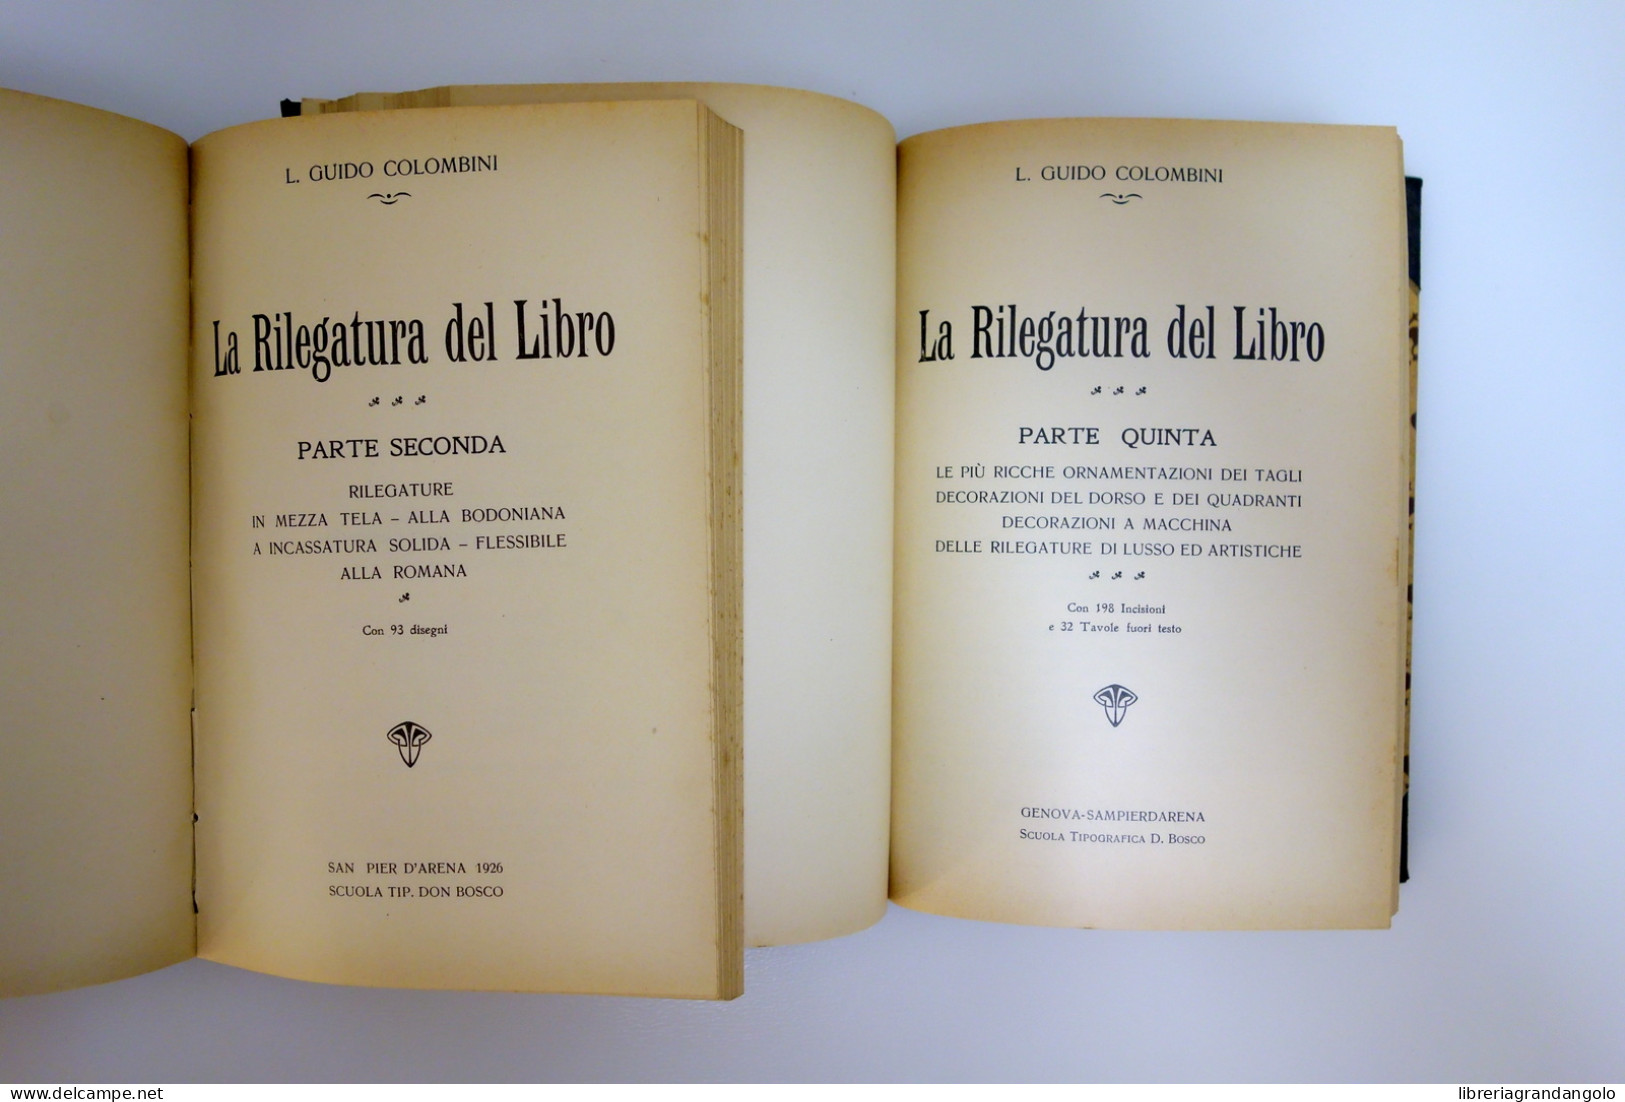 L. GUIDO COLOMBINI
La Rilegatura del Libro
PARTE SECONDA
RILEGATURE
IN MEZZA TELA – ALLA BODONIANA
A INCASSATURA SOLIDA – FLESSIBILE
ALLA ROMANA
Con 93 disegni
SAN PIER D'ARENA 1926
SCUOLA TIP. DON BOSCO
L. GUIDO COLOMBINI
La Rilegatura del Libro
PARTE QUINTA
LE PIÙ RICCHE ORNAMENTAZIONI DEI TAGLI
DECORAZIONI DEL DORSO E DEI QUADRANTI
DECORAZIONI A MACCHINA
DELLE RILEGATURE DI LUSSO ED ARTISTICHE
Con 198 Incisioni
e 32 Tavole fuori testo
GENOVA-SAMPIERDARENA
SCUOLA TIPOGRAFICA D. BOSCO
delcampe.net
libreriagrandangolo